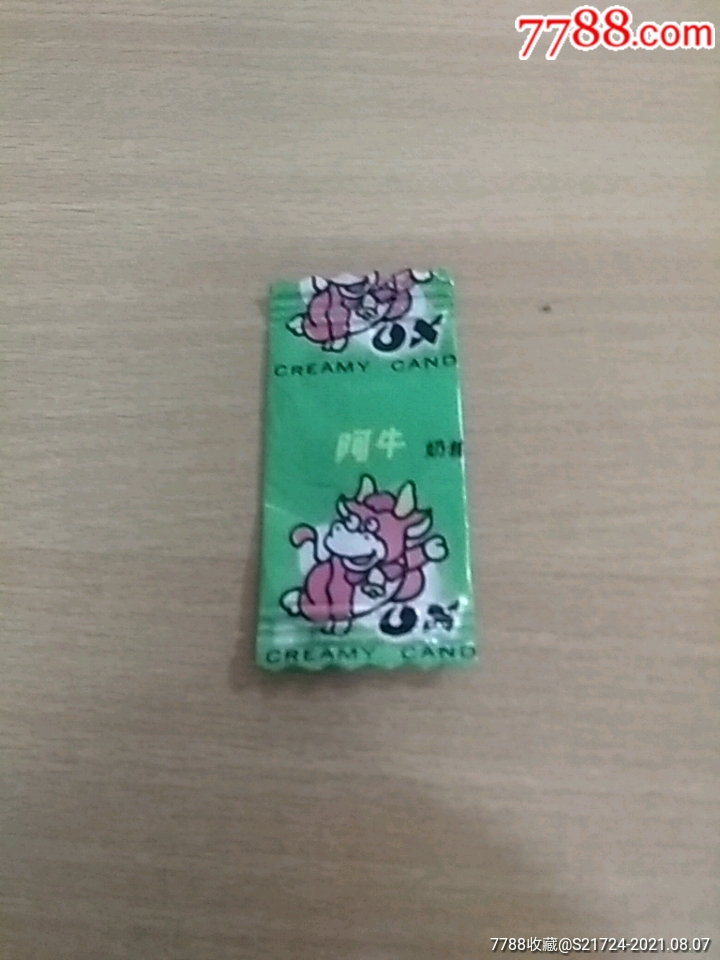 7788.com
OX
CREAMY CAND
阿牛 奶
OX
CREAMY CAND
7788收藏@S21724-2021.08.07